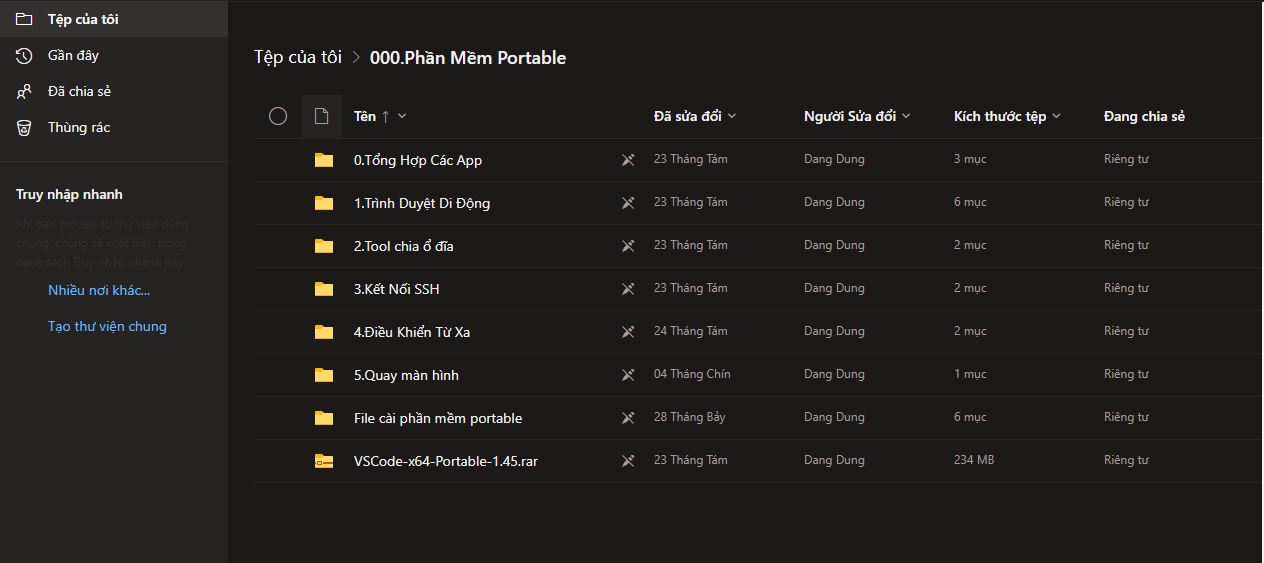 Tệp của tôi
Gần đây
Đã chia sẻ
Thùng rác
Truy nhập nhanh
Khi bạn mở tệp từ thư viện dùng
chung, chúng sẽ xuất hiện trong
danh sách Truy nhập nhanh này.
Nhiều nơi khác...
Tạo thư viện chung
Tệp của tôi > 000.Phần Mềm Portable
Tên ↑ Đã sửa đổi Người Sửa đổi Kích thước tệp Đang chia sẻ
0.Tổng Hợp Các App 23 Tháng Tám Dang Dung 3 mục Riêng tư
1.Trình Duyệt Di Động 23 Tháng Tám Dang Dung 6 mục Riêng tư
2.Tool chia ổ đĩa 23 Tháng Tám Dang Dung 2 mục Riêng tư
3.Kết Nối SSH 23 Tháng Tám Dang Dung 2 mục Riêng tư
4.Điều Khiển Từ Xa 24 Tháng Tám Dang Dung 2 mục Riêng tư
5.Quay màn hình 04 Tháng Chín Dang Dung 1 mục Riêng tư
File cài phần mềm portable 28 Tháng Bảy Dang Dung 6 mục Riêng tư
VSCode-x64-Portable-1.45.rar 23 Tháng Tám Dang Dung 234 MB Riêng tư